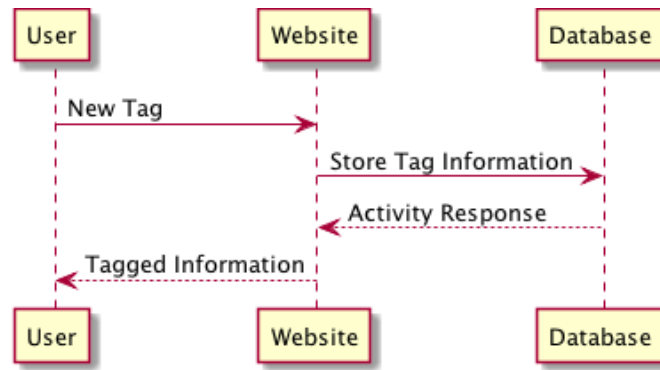 User Website Database
New Tag
Store Tag Information
Activity Response
Tagged Information
User Website Database